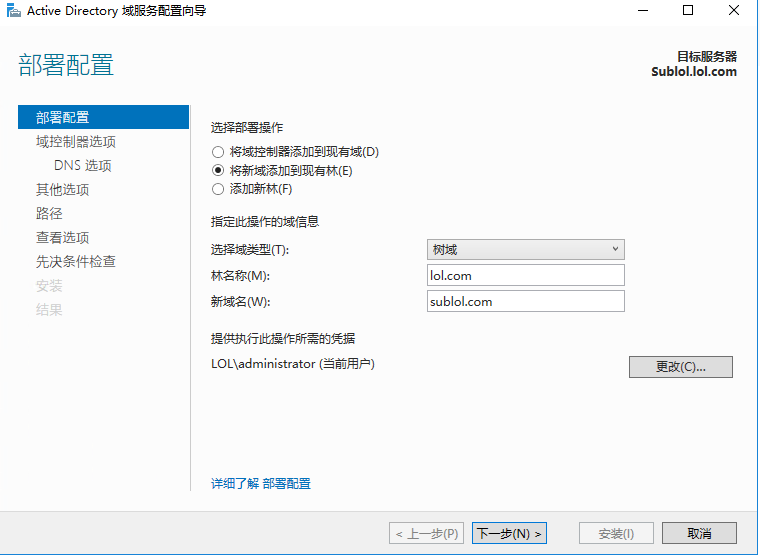 Active Directory 域服务配置向导
部署配置
目标服务器
Sublol.lol.com
部署配置
域控制器选项
DNS 选项
其他选项
路径
查看选项
先决条件检查
安装
结果
选择部署操作
将域控制器添加到现有域(D)
将新域添加到现有林(E)
添加新林(F)
指定此操作的域信息
选择域类型(T): 树域
林名称(M): lol.com
新域名(W): sublol.com
提供执行此操作所需的凭据
LOL\administrator (当前用户) 更改(C)...
详细了解 部署配置
< 上一步(P) 下一步(N) > 安装(I) 取消